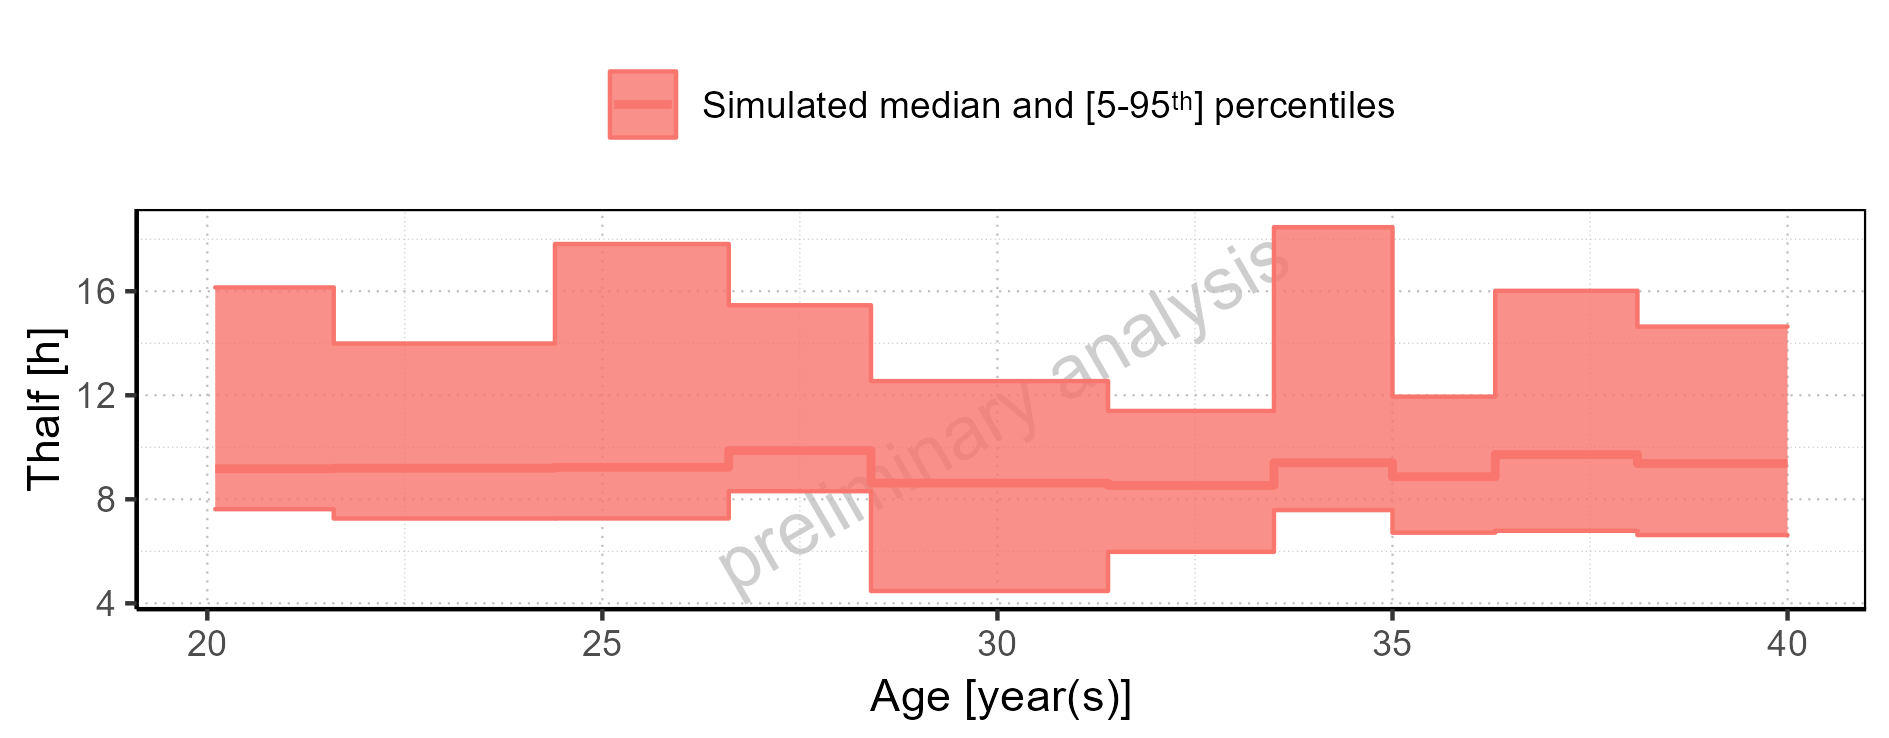 Simulated median and [5-95th] percentiles
Thalf [h]
16
12
8
4
preliminary analysis
20 25 30 35 40
Age [year(s)]